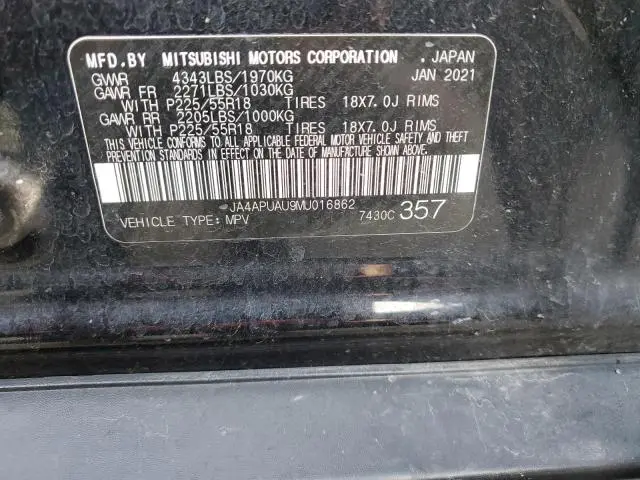 MFD.BY MITSUBISHI MOTORS CORPORATION . JAPAN
GVWR 4343LBS/1970KG JAN 2021
GAWR FR 2271LBS/1030KG
WITH P225/55R18 TIRES 18X7.0J RIMS
GAWR RR 2205LBS/1000KG
WITH P225/55R18 TIRES 18X7.0J RIMS
THIS VEHICLE CONFORMS TO ALL APPLICABLE FEDERAL MOTOR VEHICLE SAFETY AND THEFT
PREVENTION STANDARDS IN EFFECT ON THE DATE OF MANUFACTURE SHOWN ABOVE.
JA4APUAU9MU016862
VEHICLE TYPE: MPV 7430C 357